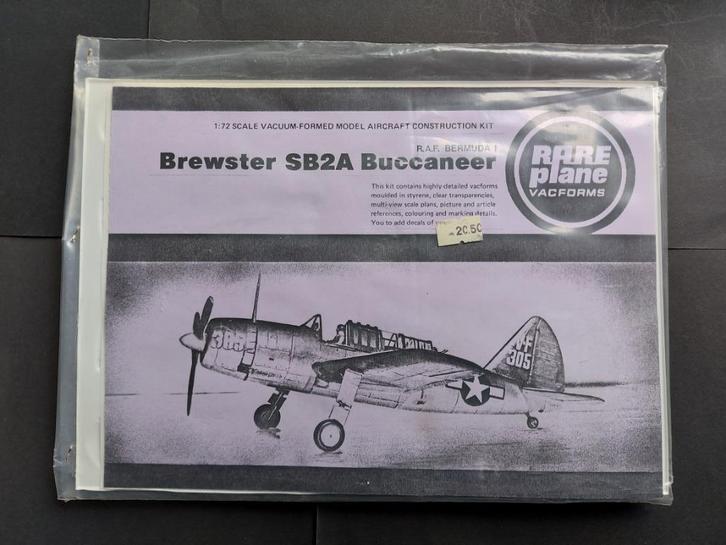 1:72 SCALE VACUUM-FORMED MODEL AIRCRAFT CONSTRUCTION KIT
R.A.F. BERMUDA I
Brewster SB2A Buccaneer
This kit contains highly-detailed vacforms
moulded in styrene, clear transparencies,
multi-view scale plans, picture and article
references, colouring and marking details.
You to add decals of
20.50
RARE
plane
VACFORMS
385
V-F
305